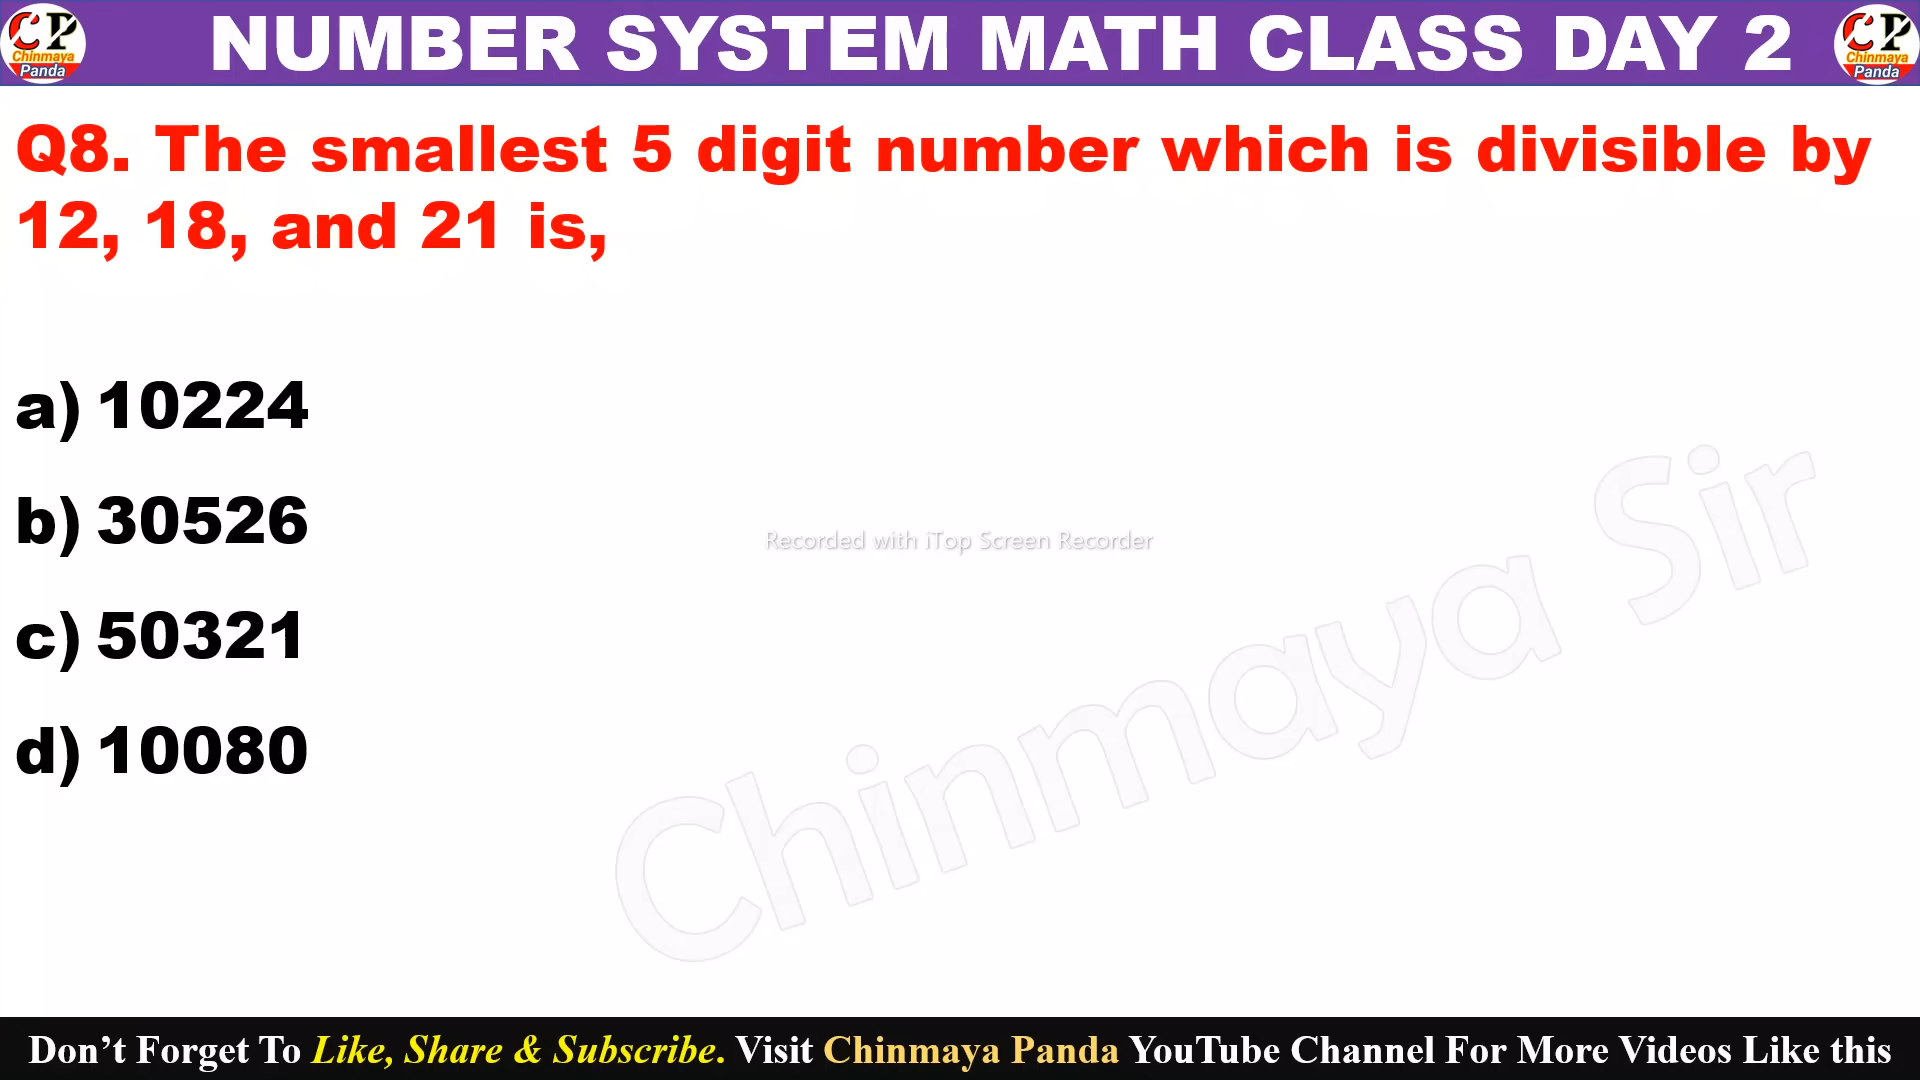 CP Chinmaya Panda
NUMBER SYSTEM MATH CLASS DAY 2
CP Chinmaya Panda
Q8. The smallest 5 digit number which is divisible by
12, 18, and 21 is,
a) 10224
b) 30526
c) 50321
d) 10080
Recorded with iTop Screen Recorder
Chinmaya Sir
Don’t Forget To Like, Share & Subscribe. Visit Chinmaya Panda YouTube Channel For More Videos Like this